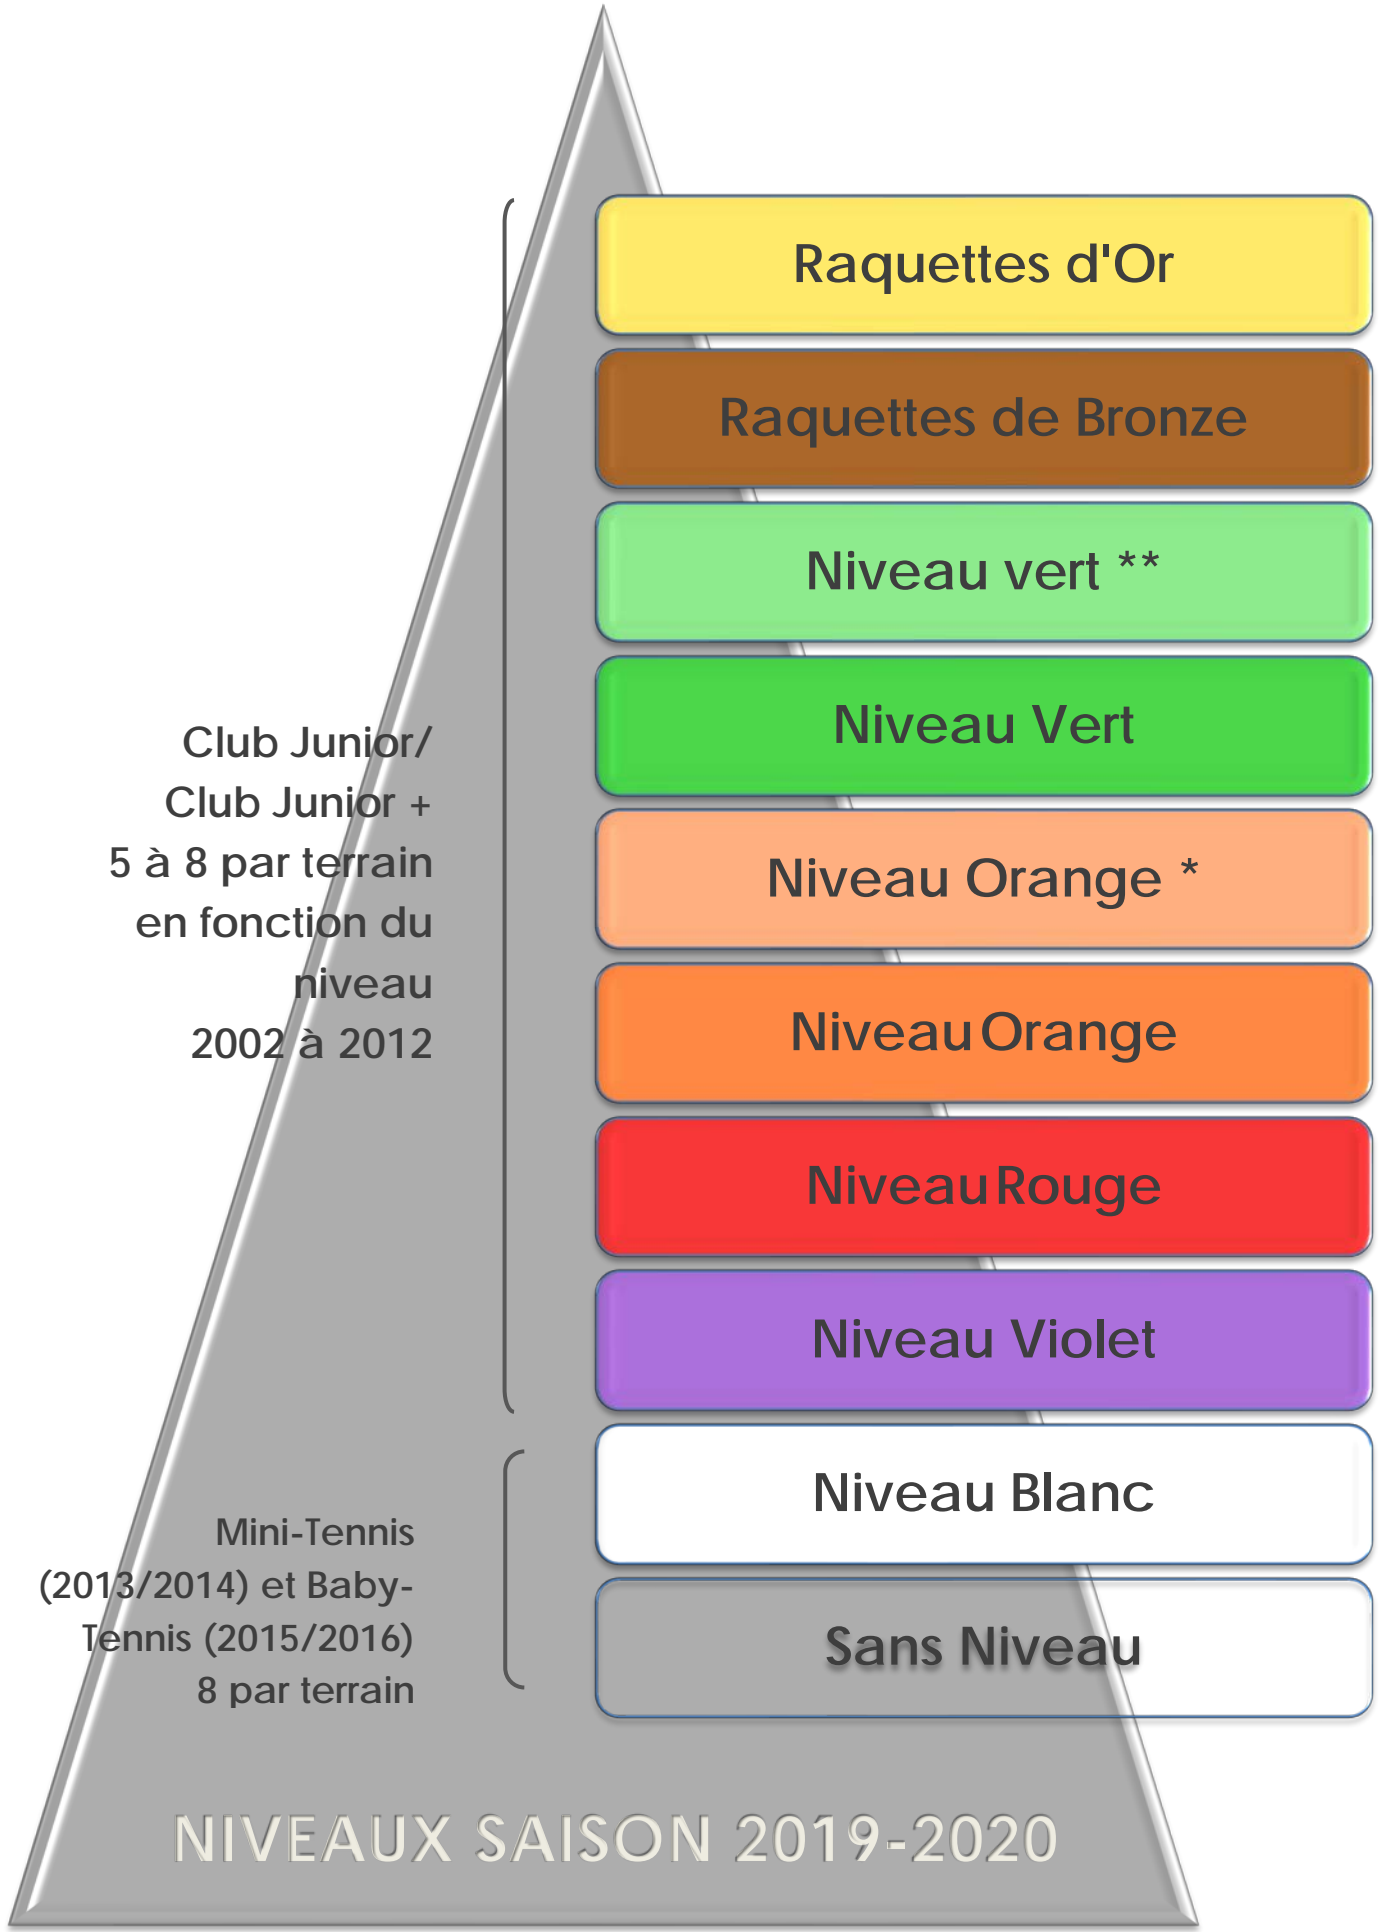 Raquettes d'Or
Raquettes de Bronze
Niveau vert **
Niveau Vert
Niveau Orange *
Niveau Orange
Niveau Rouge
Niveau Violet
Niveau Blanc
Sans Niveau
Club Junior/
Club Junior +
5 à 8 par terrain
en fonction du
niveau
2002 à 2012
Mini-Tennis
(2013/2014) et Baby-
Tennis (2015/2016)
8 par terrain
NIVEAUX SAISON 2019-2020